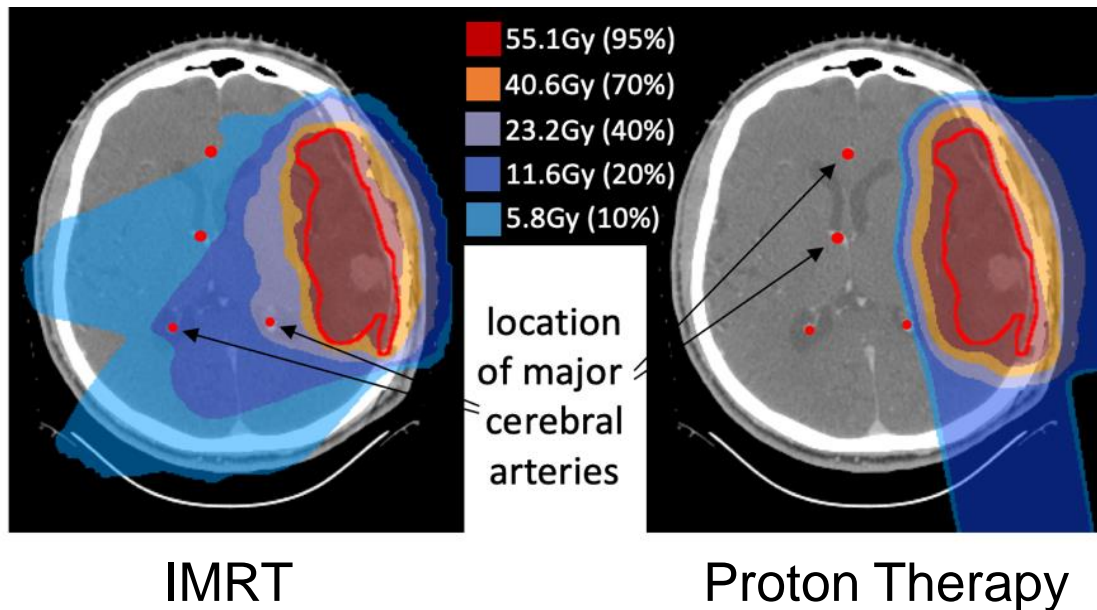 55.1Gy (95%)
40.6Gy (70%)
23.2Gy (40%)
11.6Gy (20%)
5.8Gy (10%)
location
of major
cerebral
arteries
IMRT
Proton Therapy